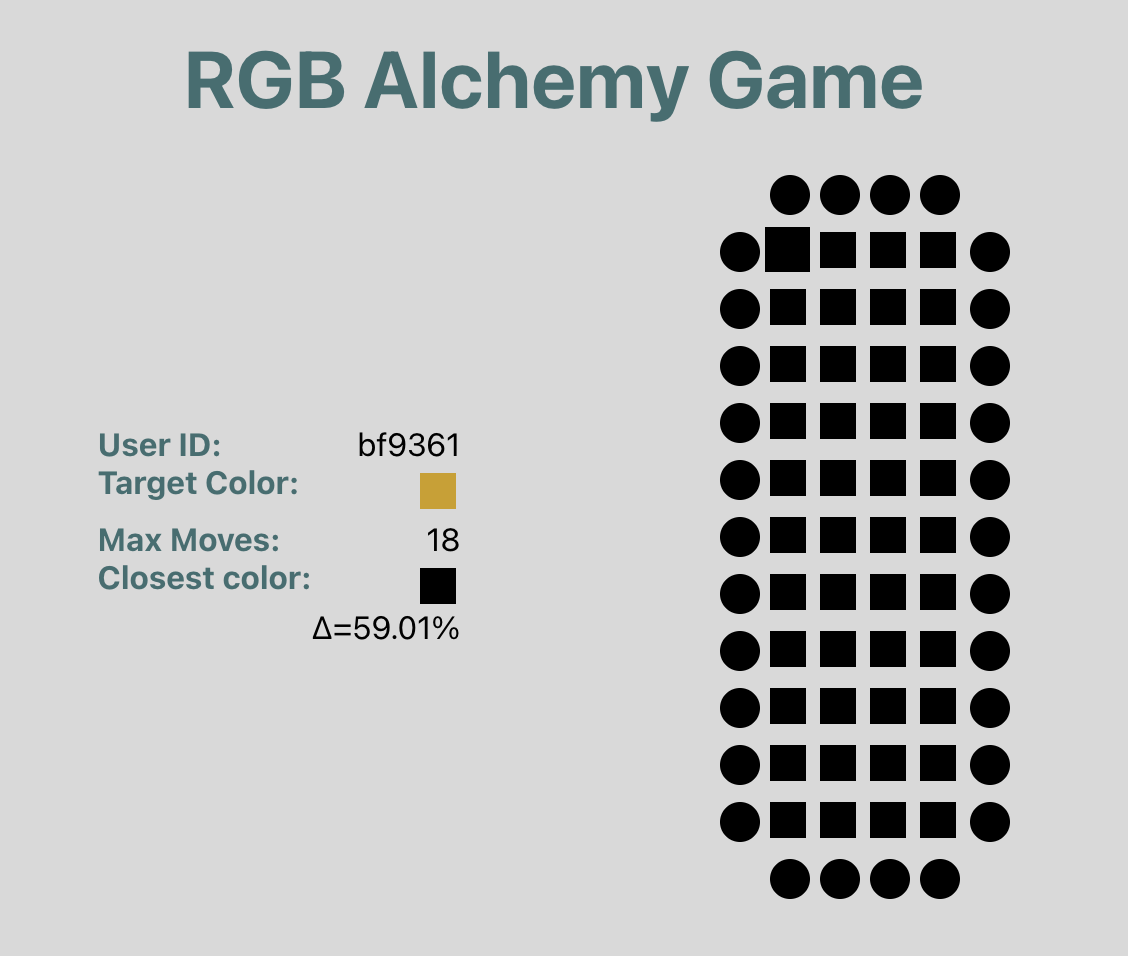 RGB Alchemy Game
User ID: bf9361
Target Color:
Max Moves: 18
Closest color:
Δ=59.01%